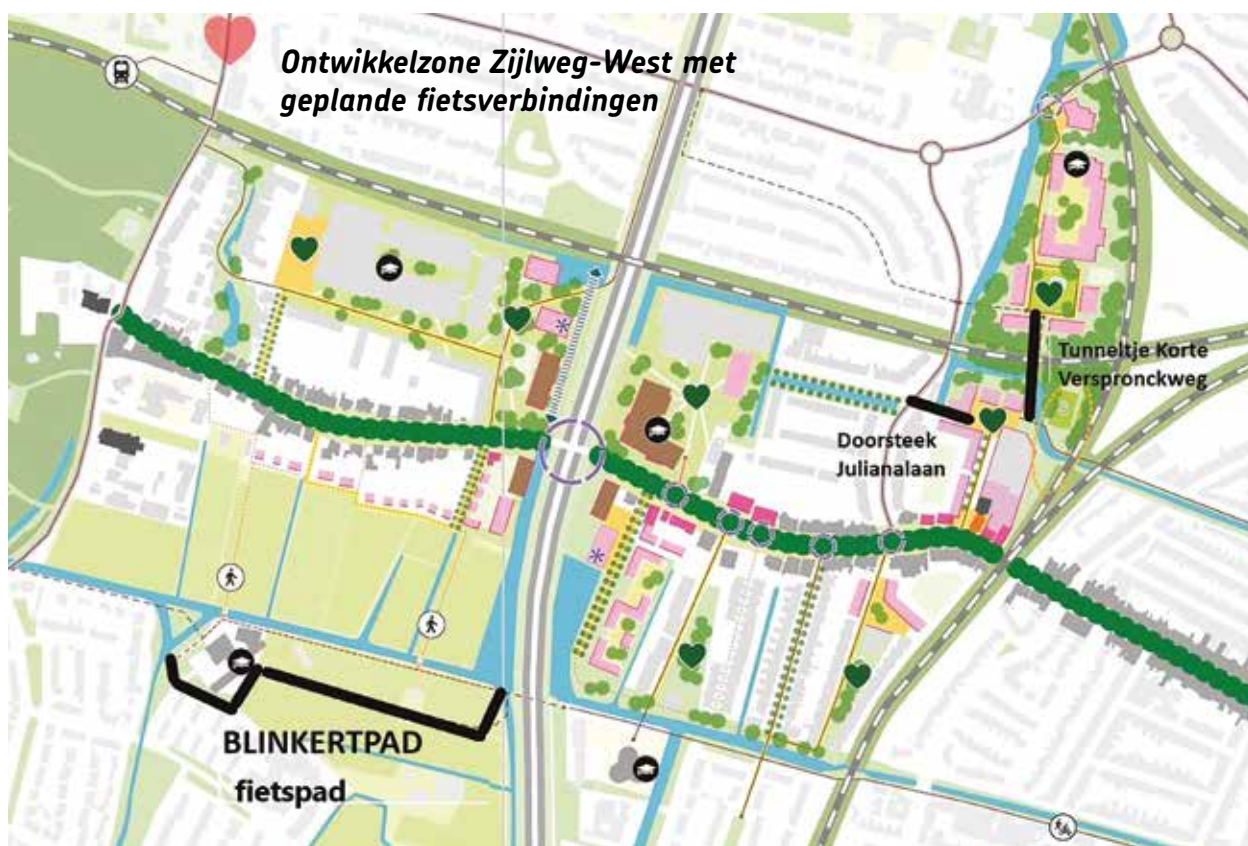 Ontwikkelzone Zijlweg-West met
geplande fietsverbindingen
Tunneltje Korte
Verspronckweg
Doorsteek
Julianalaan
BLINKERTPAD
fietspad